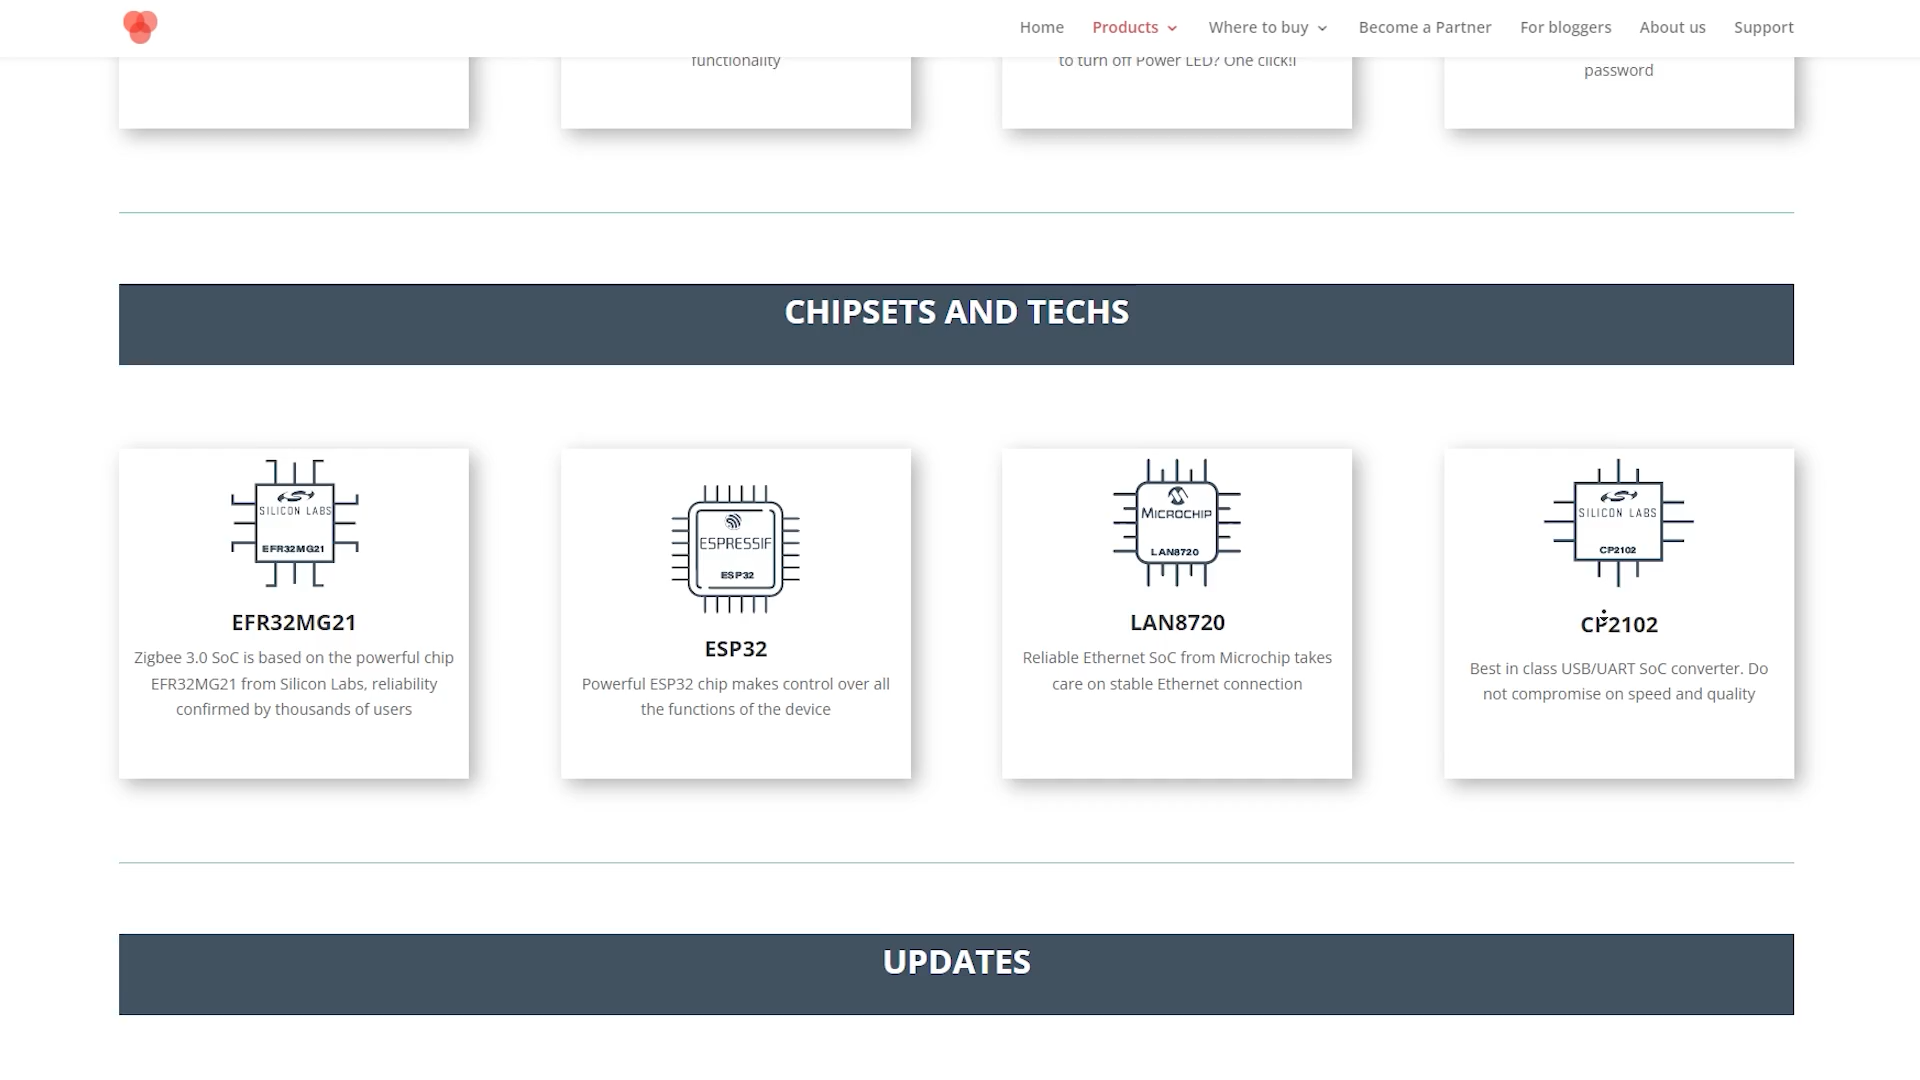 Home Products Where to buy Become a Partner For bloggers About us Support
functionality
to turn off Power LED? One click!
password
CHIPSETS AND TECHS
SILICON LABS
EFR32MG21
EFR32MG21
Zigbee 3.0 SoC is based on the powerful chip
EFR32MG21 from Silicon Labs, reliability
confirmed by thousands of users
ESPRESSIF
ESP32
ESP32
Powerful ESP32 chip makes control over all
the functions of the device
MICROCHIP
LAN8720
LAN8720
Reliable Ethernet SoC from Microchip takes
care on stable Ethernet connection
SILICON LABS
CP2102
CP2102
Best in class USB/UART SoC converter. Do
not compromise on speed and quality
UPDATES